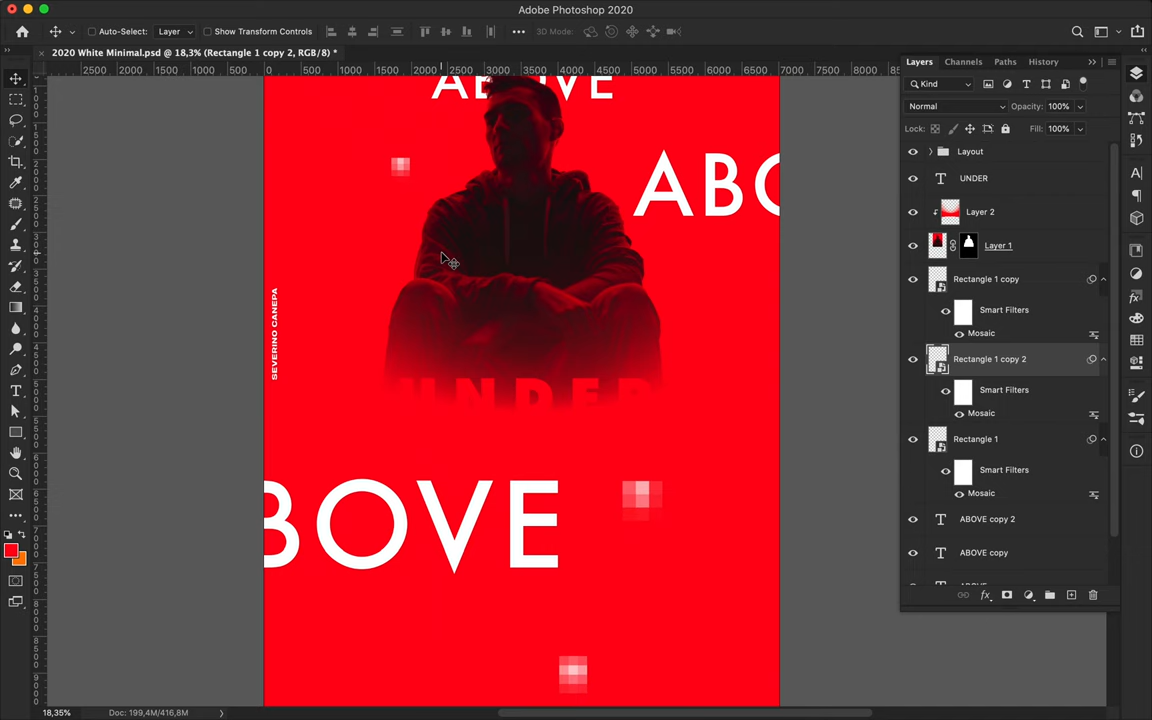 Adobe Photoshop 2020
Auto-Select: Layer Show Transform Controls 3D Mode:
2020 White Minimal.psd @ 18,3% (Rectangle 1 copy 2, RGB/8) *
2500 2000 1500 1000 500 0 500 1000 1500 2000 2500 3000 3500 4000 4500 5000 5500 6000 6500 7000 7500 8000
ABOVE
ABO
SEVERINO CANEPA
UNDER
BOVE
Layers Channels Paths History
Kind
Normal Opacity: 100%
Lock: Fill: 100%
Layout
UNDER
Layer 2
Layer 1
Rectangle 1 copy
Smart Filters
Mosaic
Rectangle 1 copy 2
Smart Filters
Mosaic
Rectangle 1
Smart Filters
Mosaic
ABOVE copy 2
ABOVE copy
18,35% Doc: 199,4M/416,8M